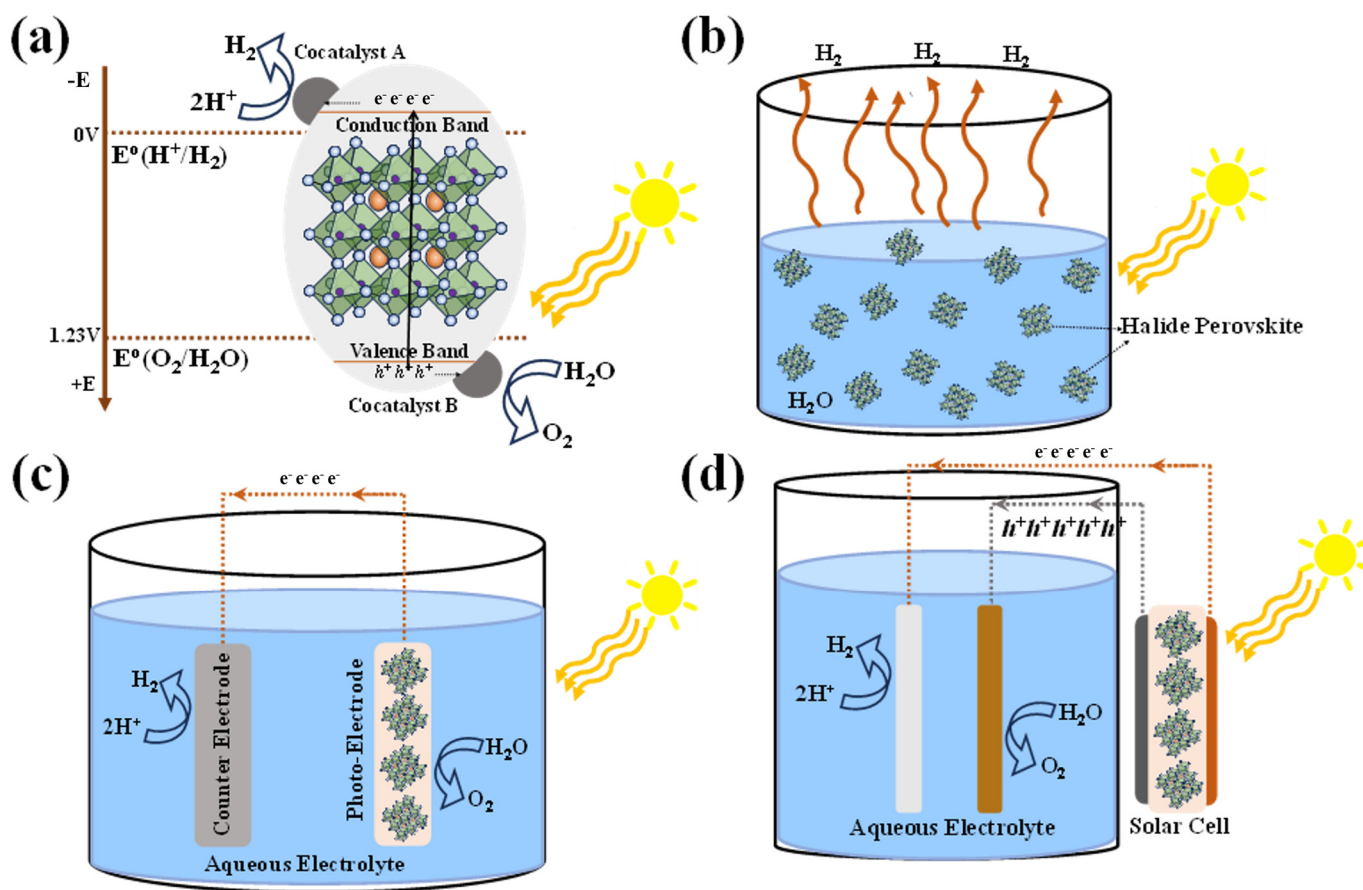 (a)
H₂
Cocatalyst A
-E
2H⁺
e⁻ e⁻ e⁻ e⁻
Conduction Band
0V
E⁰(H⁺/H₂)
1.23V
E⁰(O₂/H₂O)
Valence Band
h⁺ h⁺ h⁺
+E
Cocatalyst B
H₂O
O₂
(b)
H₂
H₂
H₂
Halide Perovskite
H₂O
(c)
e⁻ e⁻ e⁻ e⁻
H₂
2H⁺
Counter Electrode
Photo-Electrode
H₂O
O₂
Aqueous Electrolyte
(d)
e⁻ e⁻ e⁻ e⁻ e⁻
h⁺h⁺h⁺h⁺h⁺
H₂
2H⁺
H₂O
O₂
Aqueous Electrolyte
Solar Cell